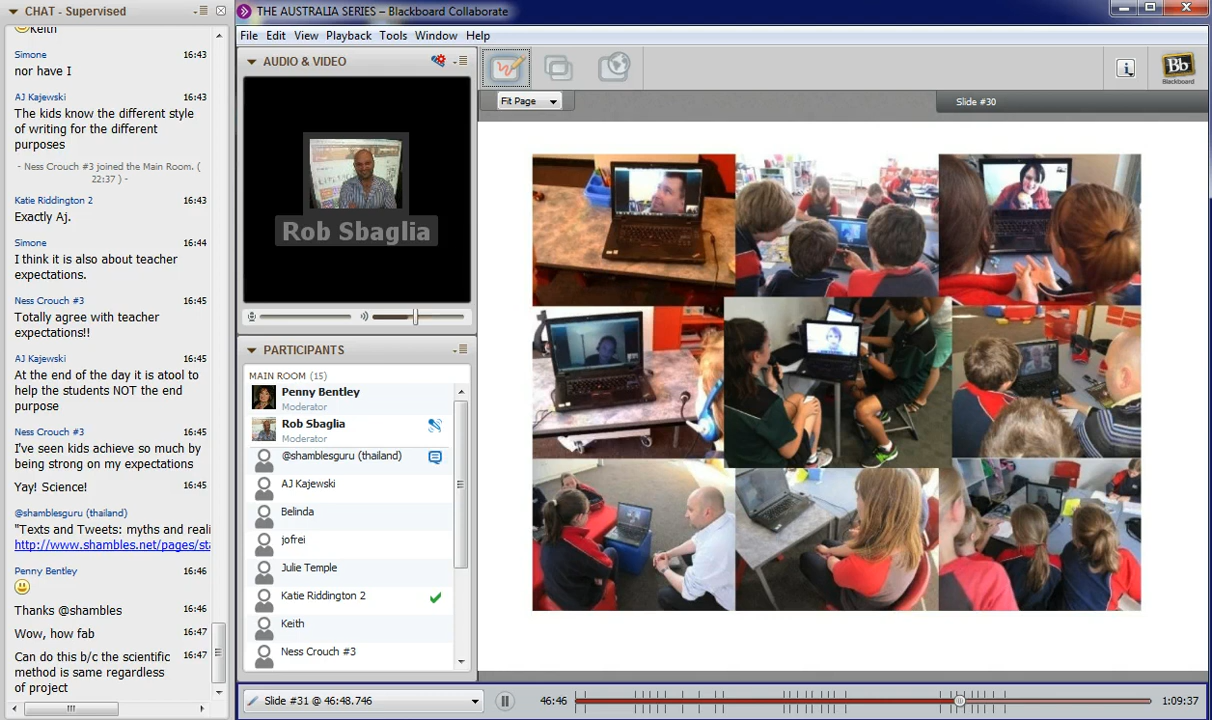 CHAT - Supervised
Keith
Simone 16:43
nor have I
AJ Kajewski 16:43
The kids know the different style
of writing for the different
purposes
- Ness Crouch #3 joined the Main Room. (
22:37 ) -
Katie Riddington 2 16:43
Exactly Aj.
Simone 16:44
I think it is also about teacher
expectations.
Ness Crouch #3 16:45
Totally agree with teacher
expectations!!
AJ Kajewski 16:45
At the end of the day it is atool to
help the students NOT the end
purpose
Ness Crouch #3 16:45
I've seen kids achieve so much by
being strong on my expectations
Yay! Science! 16:45
@shamblesguru (thailand)
"Texts and Tweets: myths and reali
http://www.shambles.net/pages/sta
Penny Bentley 16:46
Thanks @shambles 16:46
Wow, how fab 16:47
Can do this b/c the scientific 16:47
method is same regardless
of project
THE AUSTRALIA SERIES – Blackboard Collaborate
File Edit View Playback Tools Window Help
AUDIO & VIDEO
Rob Sbaglia
PARTICIPANTS
MAIN ROOM (15)
Penny Bentley
Moderator
Rob Sbaglia
Moderator
@shamblesguru (thailand)
AJ Kajewski
Belinda
jofrei
Julie Temple
Katie Riddington 2
Keith
Ness Crouch #3
Bb
Blackboard
Fit Page
Slide #30
Slide #31 @ 46:48.746
46:46
1:09:37